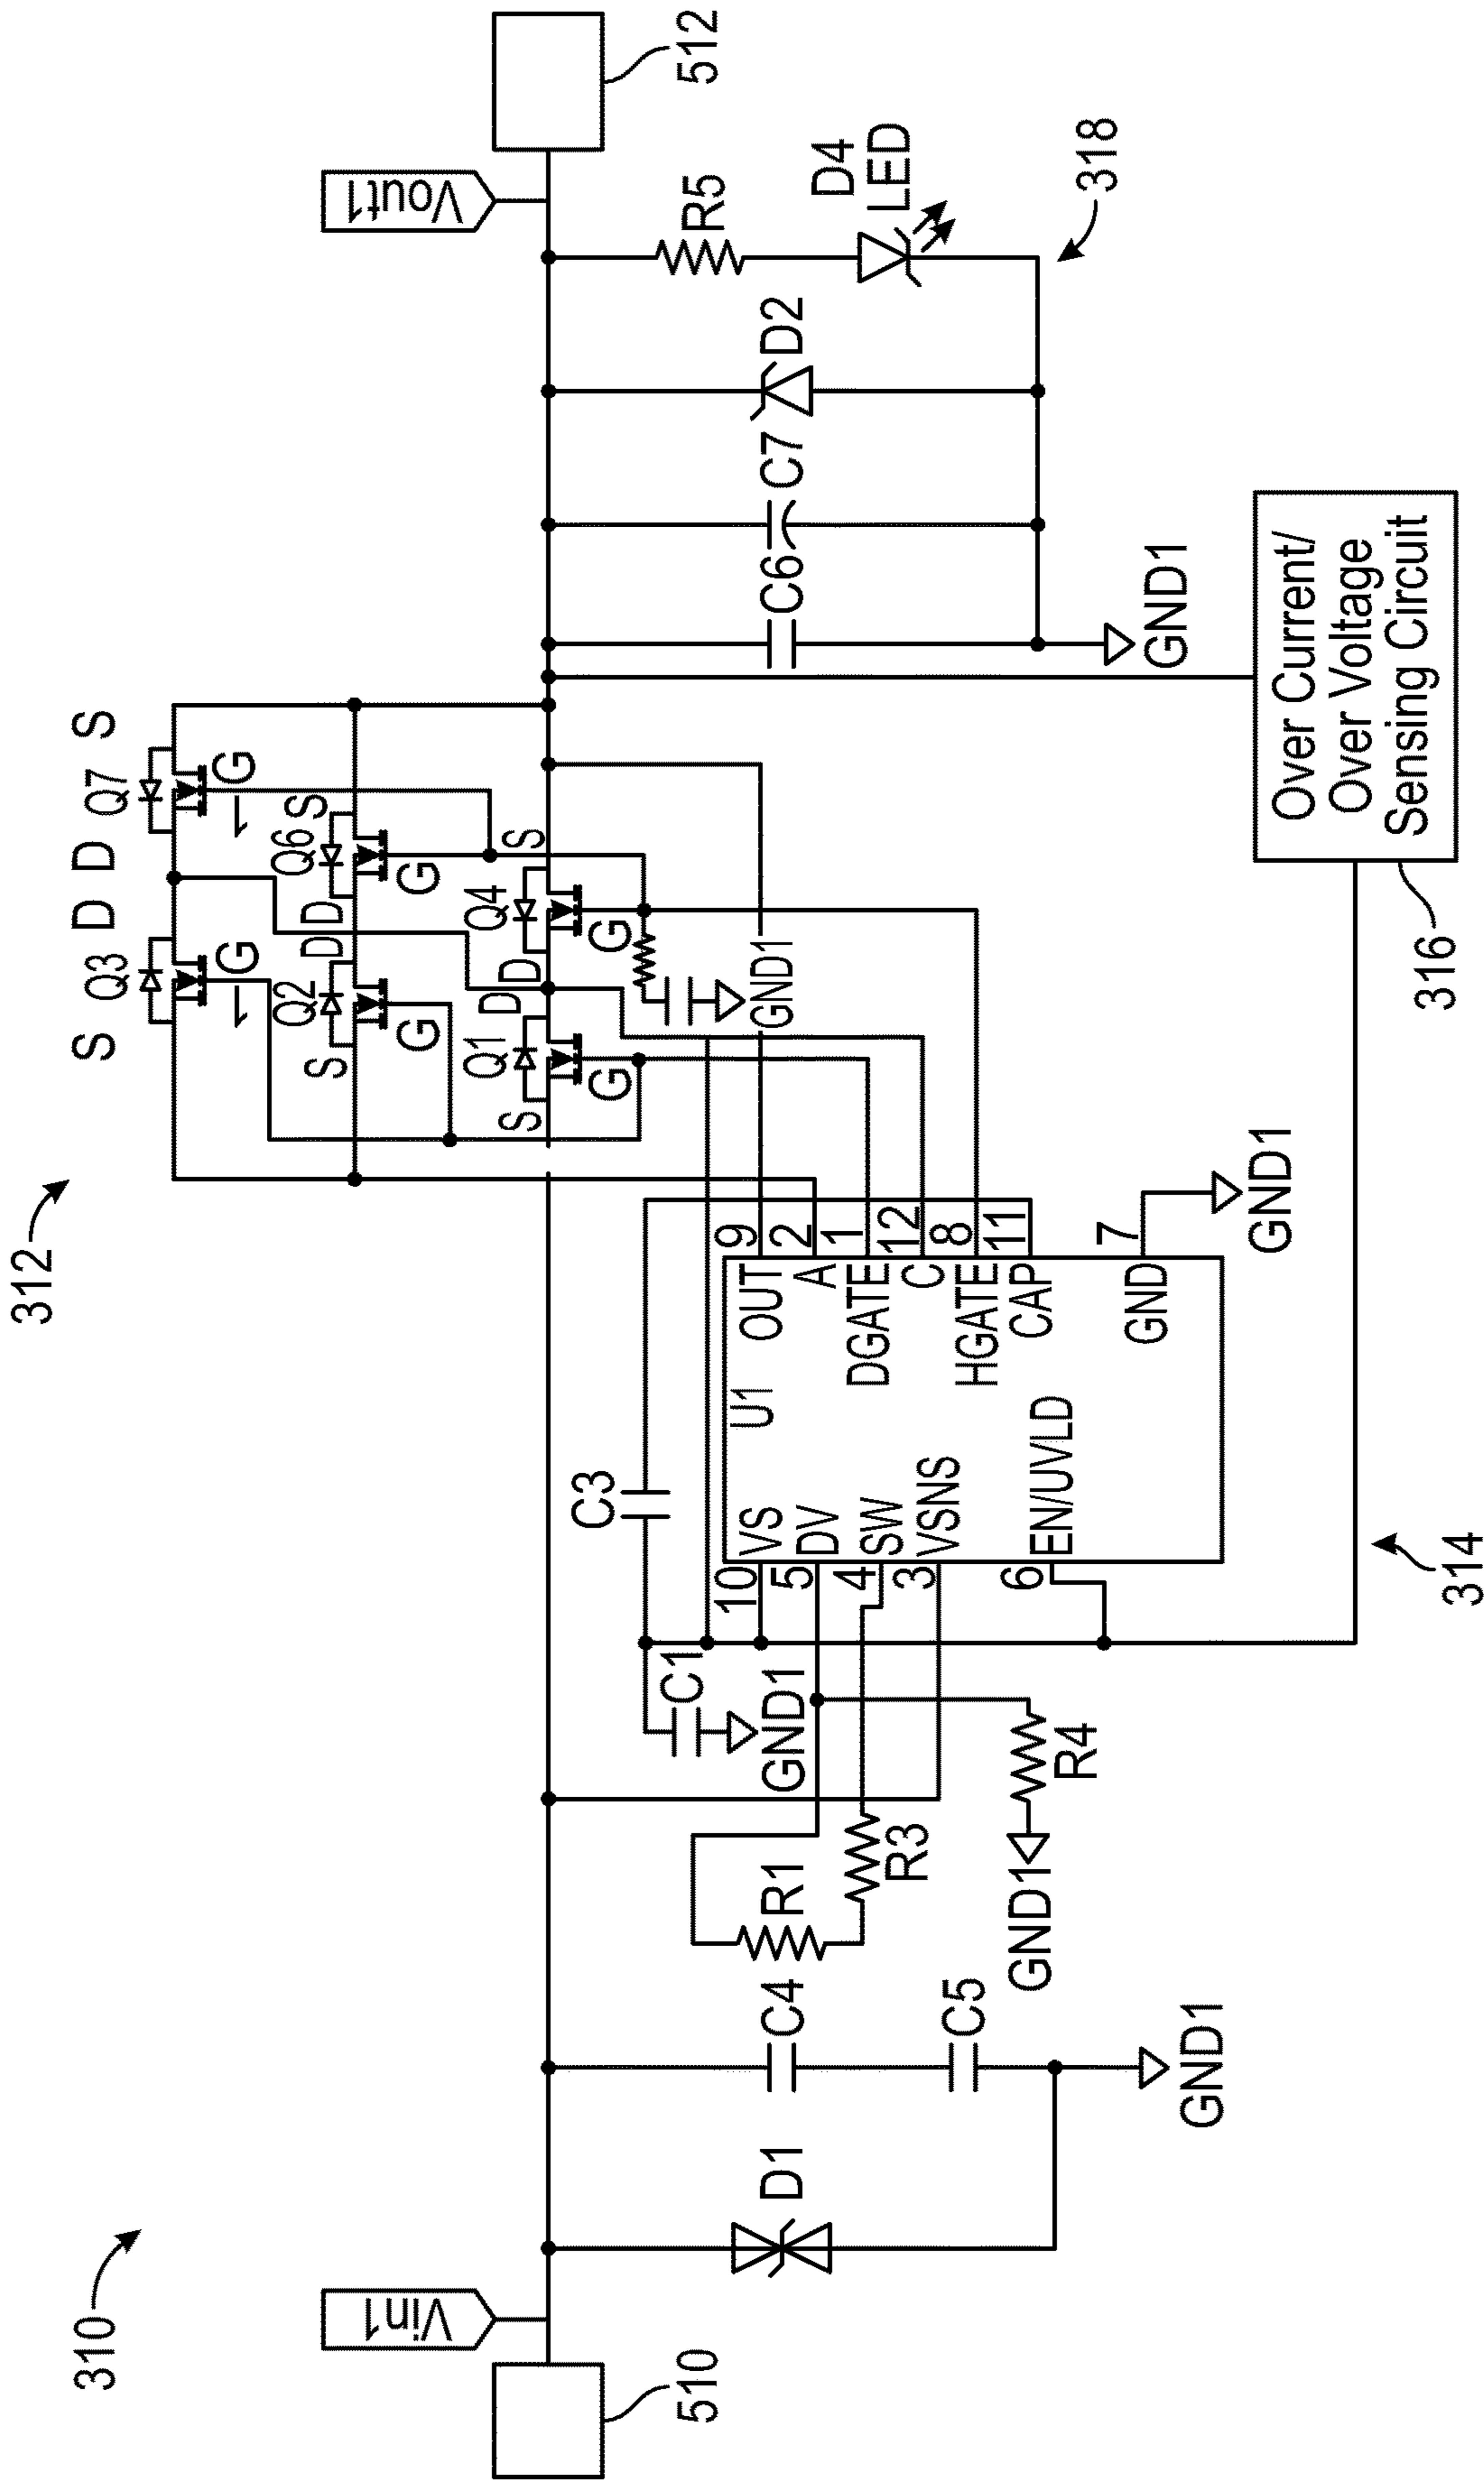 310
312
Vin1
Vout1
510
512
S
D
D
S
Q3
Q7
G
1
G
1
Q2
Q6
S
D
D
S
G
G
Q1
Q4
S
D
D
S
G
G
GND1
D1
C4
C5
GND1
R1
R3
R4
GND1
C1
GND1
C3
U1
10
VS
5
DV
4
SW
3
VSNS
6
EN/UVLD
OUT
9
A
2
DGATE
1
C
12
HGATE
8
CAP
11
GND
7
GND1
314
Over Current/
Over Voltage
Sensing Circuit
316
C6
C7
D2
R5
D4
LED
GND1
318